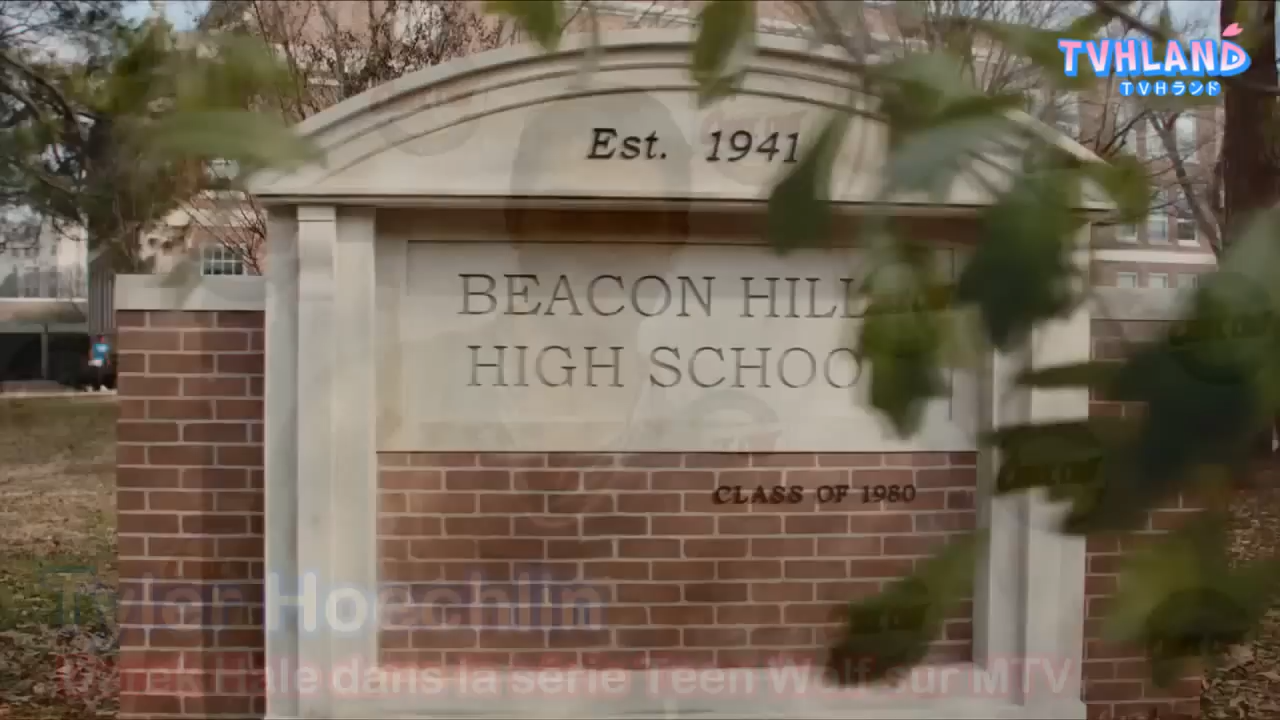 TVHLAND
TVHランド
Est. 1941
BEACON HILL
HIGH SCHOO
CLASS OF 1980
Tyler Hoechlin
Derek Hale dans la série Teen Wolf sur MTV